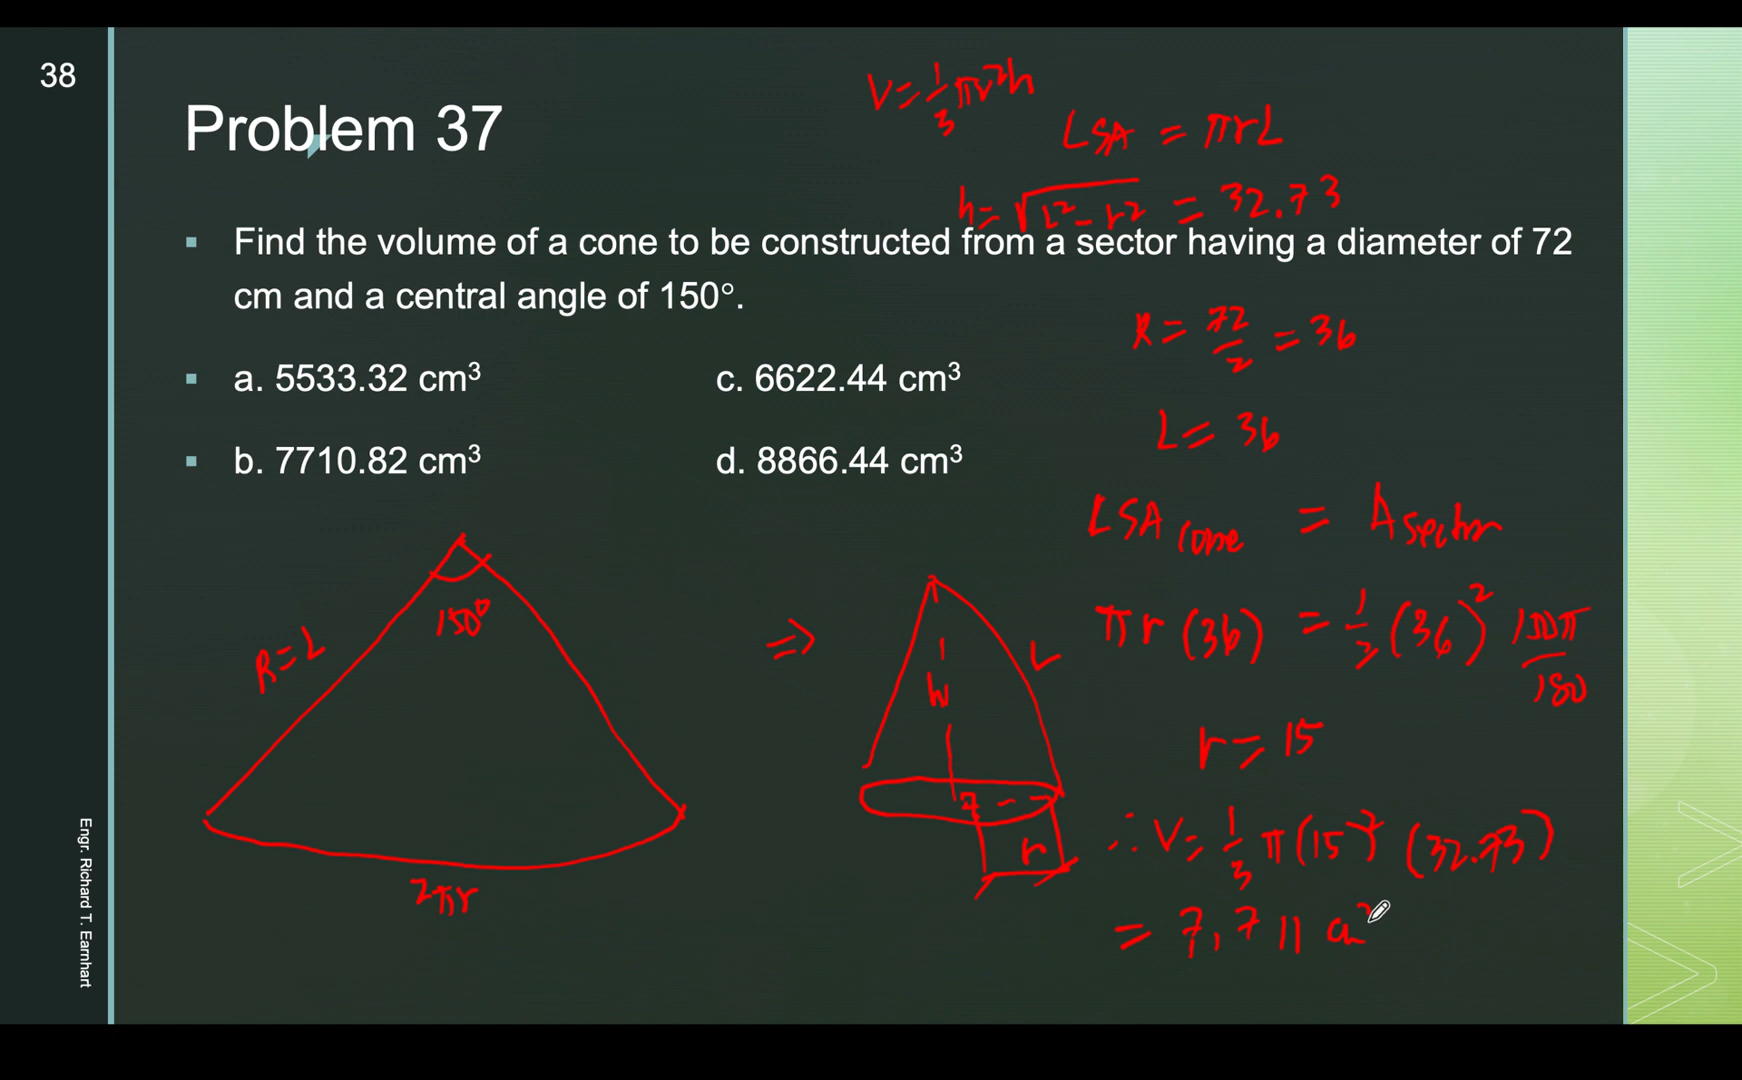 38
Problem 37
V = 1/3 πr²h
LSA = πrL
h = √L² - r² = 32.73
▪ Find the volume of a cone to be constructed from a sector having a diameter of 72
cm and a central angle of 150°.
▪ a. 5533.32 cm³ c. 6622.44 cm³
▪ b. 7710.82 cm³ d. 8866.44 cm³
R = 72/2 = 36
L = 36
LSA cone = A sector
πr (36) = 1/2 (36)² 150π/180
r = 15
∴ V = 1/3 π(15)² (32.73)
= 7,711
150°
R = L
2πr
⇒
h
L
r
Engr. Richard T. Earnhart